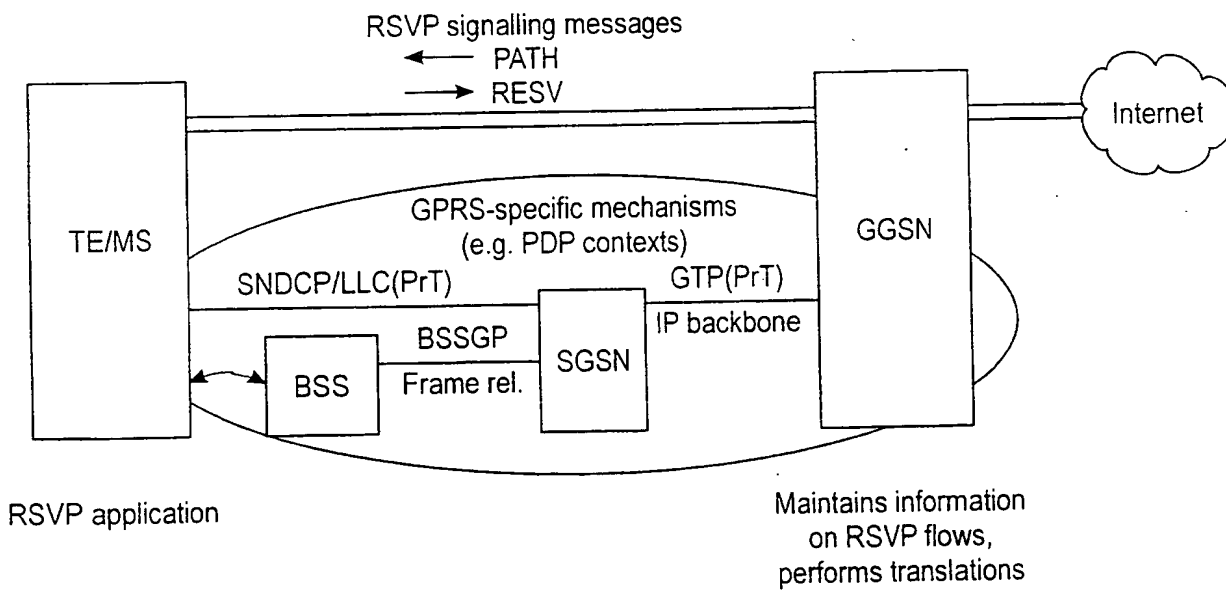 RSVP signalling messages
PATH
RESV
Internet
TE/MS
GPRS-specific mechanisms
(e.g. PDP contexts)
GGSN
SNDCP/LLC(PrT)
GTP(PrT)
IP backbone
BSSGP
SGSN
BSS
Frame rel.
RSVP application
Maintains information
on RSVP flows,
performs translations